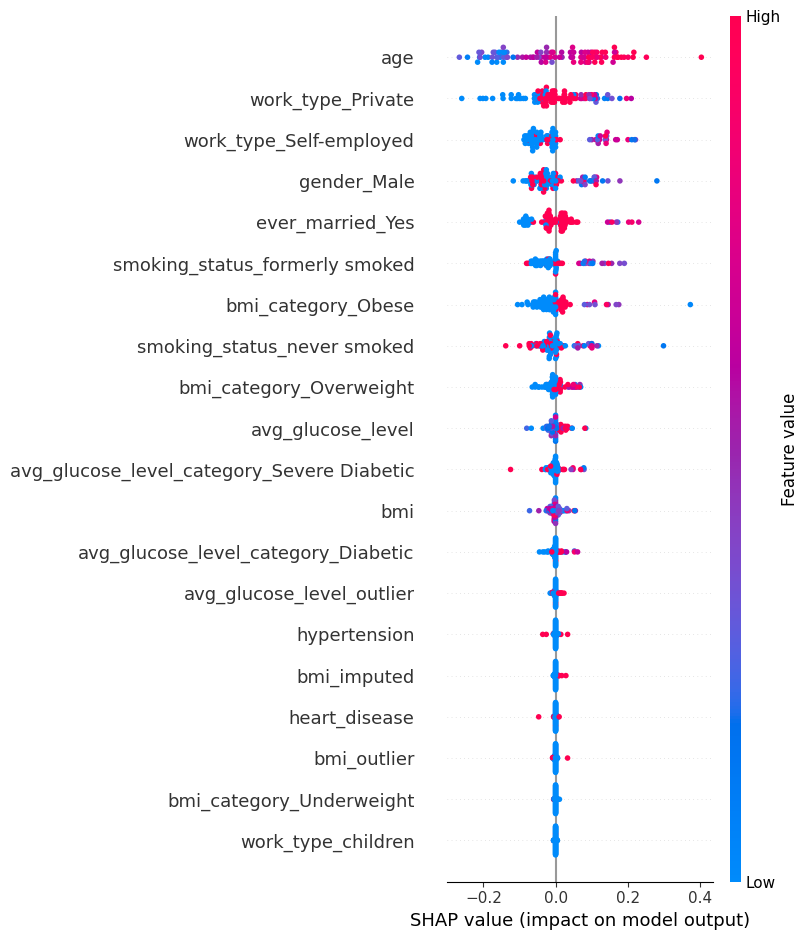 High
age
work_type_Private
work_type_Self-employed
gender_Male
ever_married_Yes
smoking_status_formerly smoked
bmi_category_Obese
smoking_status_never smoked
bmi_category_Overweight
avg_glucose_level
avg_glucose_level_category_Severe Diabetic
bmi
avg_glucose_level_category_Diabetic
avg_glucose_level_outlier
hypertension
bmi_imputed
heart_disease
bmi_outlier
bmi_category_Underweight
work_type_children
Feature value
Low
−0.2 0.0 0.2 0.4
SHAP value (impact on model output)